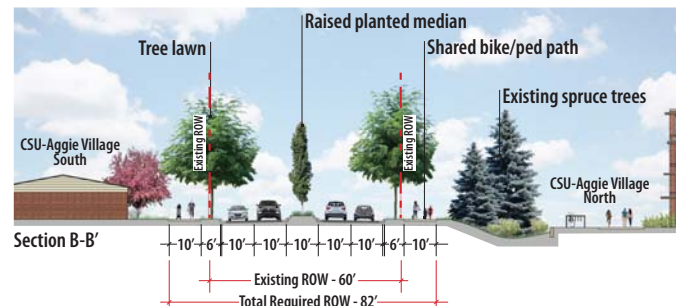 Raised planted median
Tree lawn
Shared bike/ped path
Existing spruce trees
Existing ROW
Existing ROW
CSU-Aggie Village
South
CSU-Aggie Village
North
Section B-B'
10' 6' 10' 10' 10' 10' 10' 6' 10'
Existing ROW - 60'
Total Required ROW - 82'